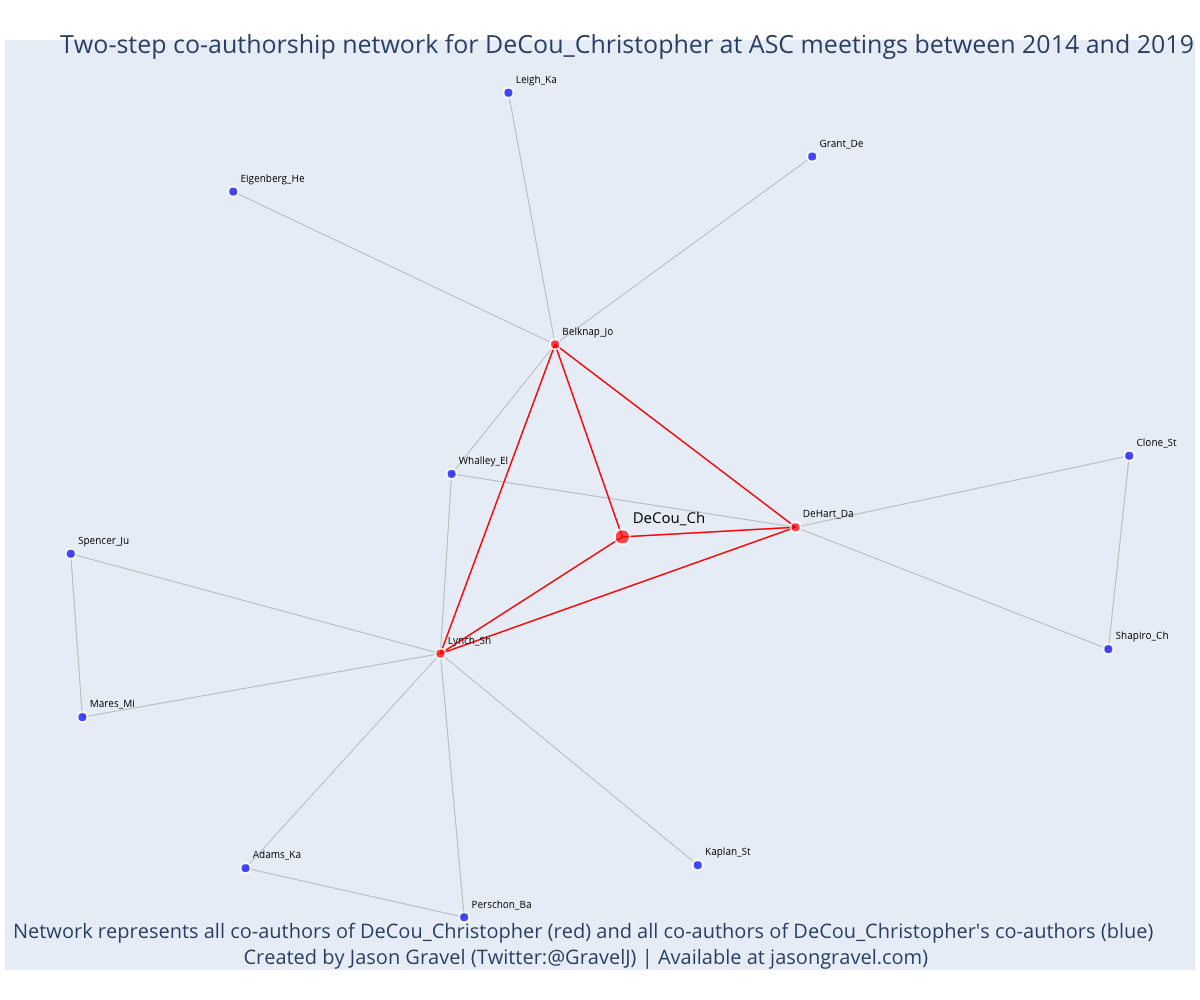 Two-step co-authorship network for DeCou_Christopher at ASC meetings between 2014 and 2019
Leigh_Ka
Grant_De
Eigenberg_He
Belknap_Jo
Clone_St
Whalley_El
DeHart_Da
DeCou_Ch
Spencer_Ju
Shapiro_Ch
Lynch_Sh
Mares_Mi
Kaplan_St
Adams_Ka
Perschon_Ba
Network represents all co-authors of DeCou_Christopher (red) and all co-authors of DeCou_Christopher's co-authors (blue)
Created by Jason Gravel (Twitter:@GravelJ) | Available at jasongravel.com)